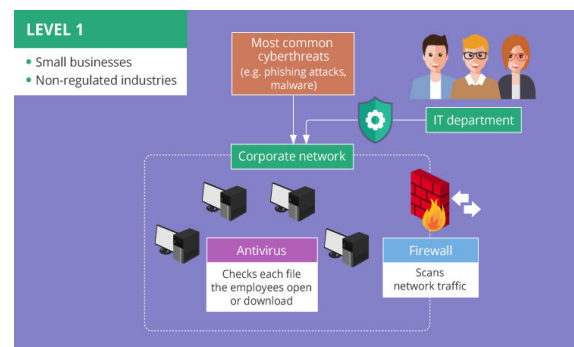 LEVEL 1
• Small businesses
• Non-regulated industries
Most common
cyberthreats
(e.g. phishing attacks,
malware)
IT department
Corporate network
Antivirus
Checks each file
the employees open
or download
Firewall
Scans
network traffic